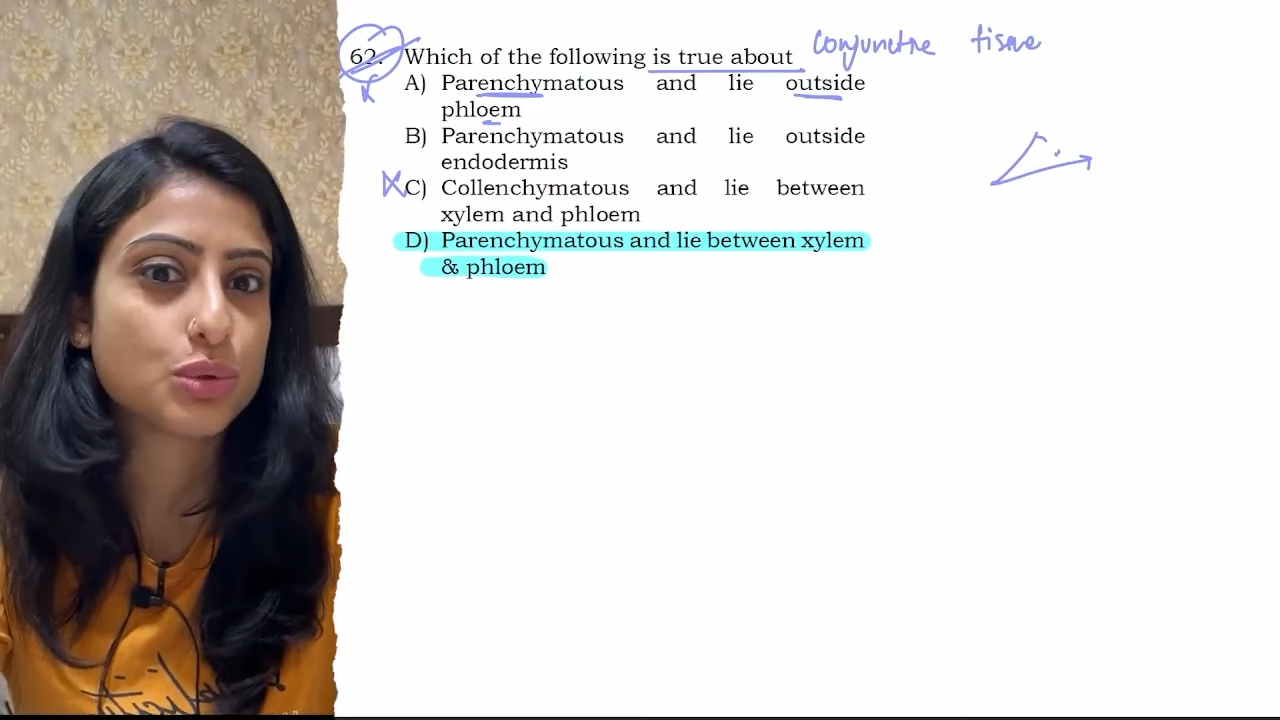 62. Which of the following is true about conjunctive tissue
A) Parenchymatous and lie outside
phloem
B) Parenchymatous and lie outside
endodermis
C) Collenchymatous and lie between
xylem and phloem
D) Parenchymatous and lie between xylem
& phloem